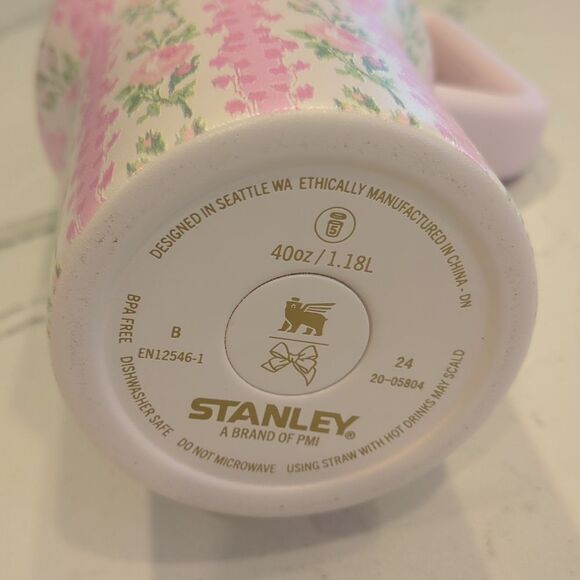 DESIGNED IN SEATTLE WA ETHICALLY MANUFACTURED IN CHINA - DN
5
40oz / 1.18L
B
EN12546-1
24
20-05804
STANLEY®
A BRAND OF PMI
BPA FREE DISHWASHER SAFE DO NOT MICROWAVE USING STRAW WITH HOT DRINKS MAY SCALD